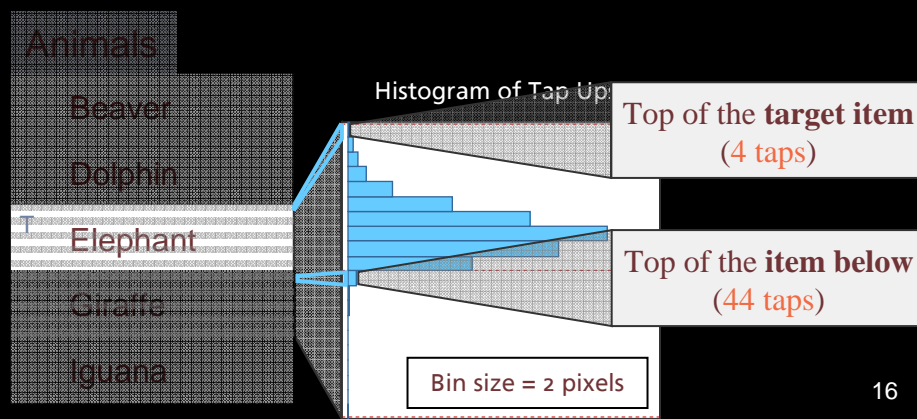 Animals
Beaver
Histogram of Tap Ups
Top of the target item
(4 taps)
Dolphin
T
Elephant
Top of the item below
(44 taps)
Giraffe
Iguana
Bin size = 2 pixels
16